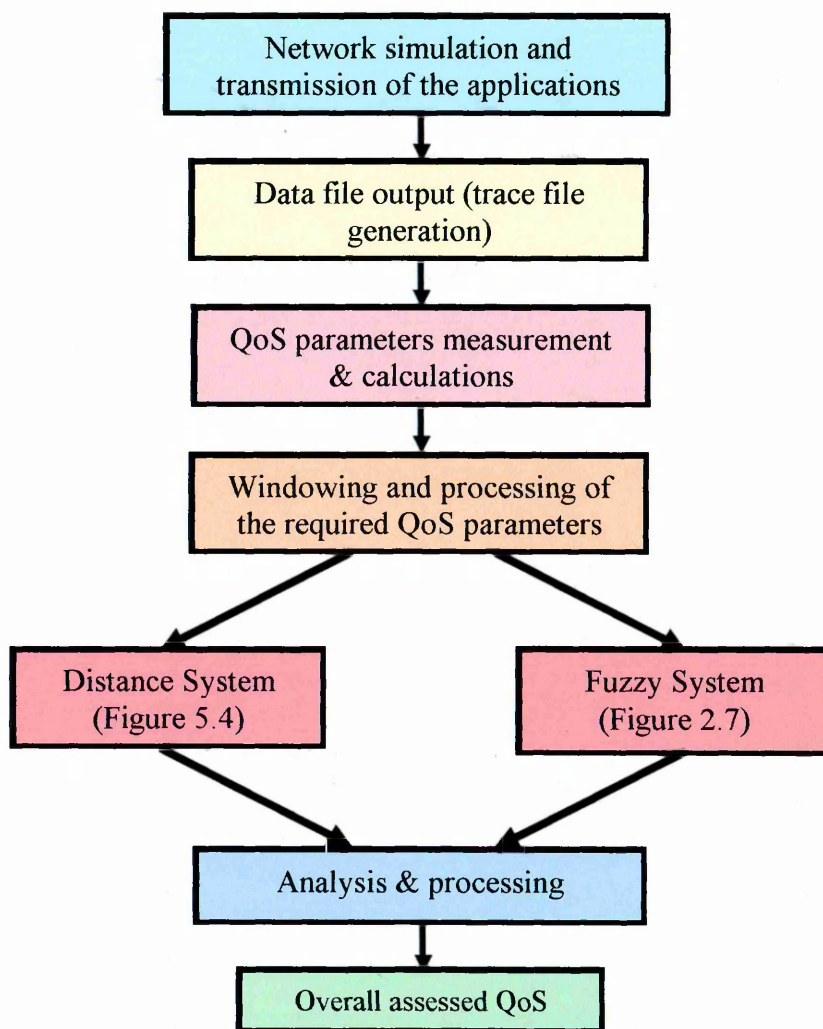 Network simulation and
transmission of the applications
Data file output (trace file
generation)
QoS parameters measurement
& calculations
Windowing and processing of
the required QoS parameters
Distance System
(Figure 5.4)
Fuzzy System
(Figure 2.7)
Analysis & processing
Overall assessed QoS